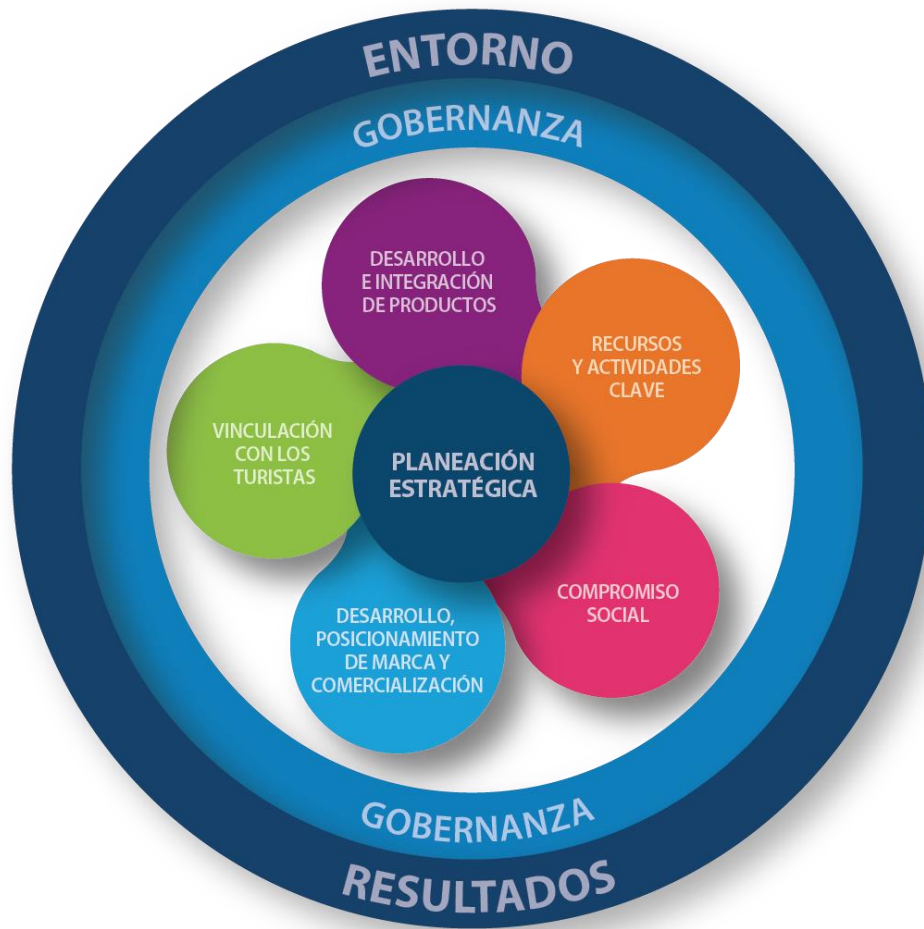 ENTORNO
GOBERNANZA
DESARROLLO
E INTEGRACIÓN
DE PRODUCTOS
RECURSOS
Y ACTIVIDADES
CLAVE
VINCULACIÓN
CON LOS
TURISTAS
PLANEACIÓN
ESTRATÉGICA
COMPROMISO
SOCIAL
DESARROLLO,
POSICIONAMIENTO
DE MARCA Y
COMERCIALIZACIÓN
GOBERNANZA
RESULTADOS